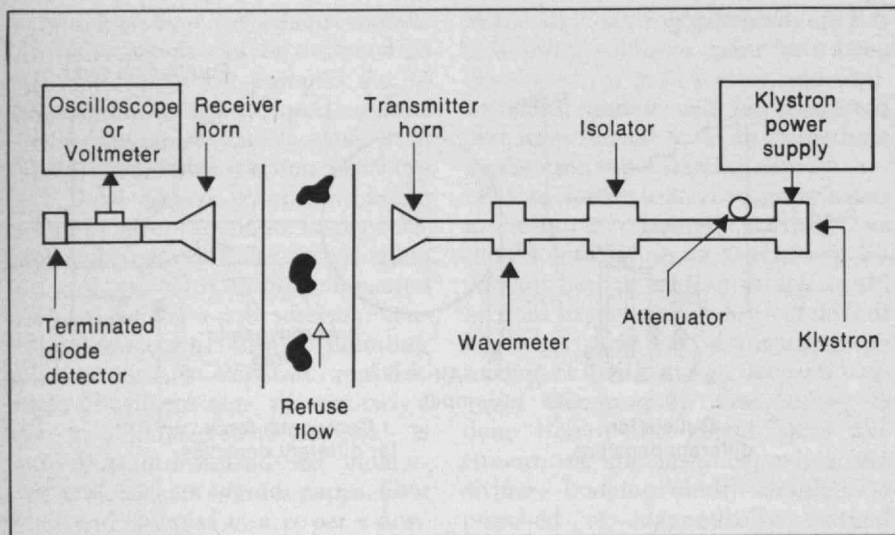 Oscilloscope
or
Voltmeter
Receiver
horn
Transmitter
horn
Isolator
Klystron
power
supply
Terminated
diode
detector
Refuse
flow
Wavemeter
Attenuator
Klystron